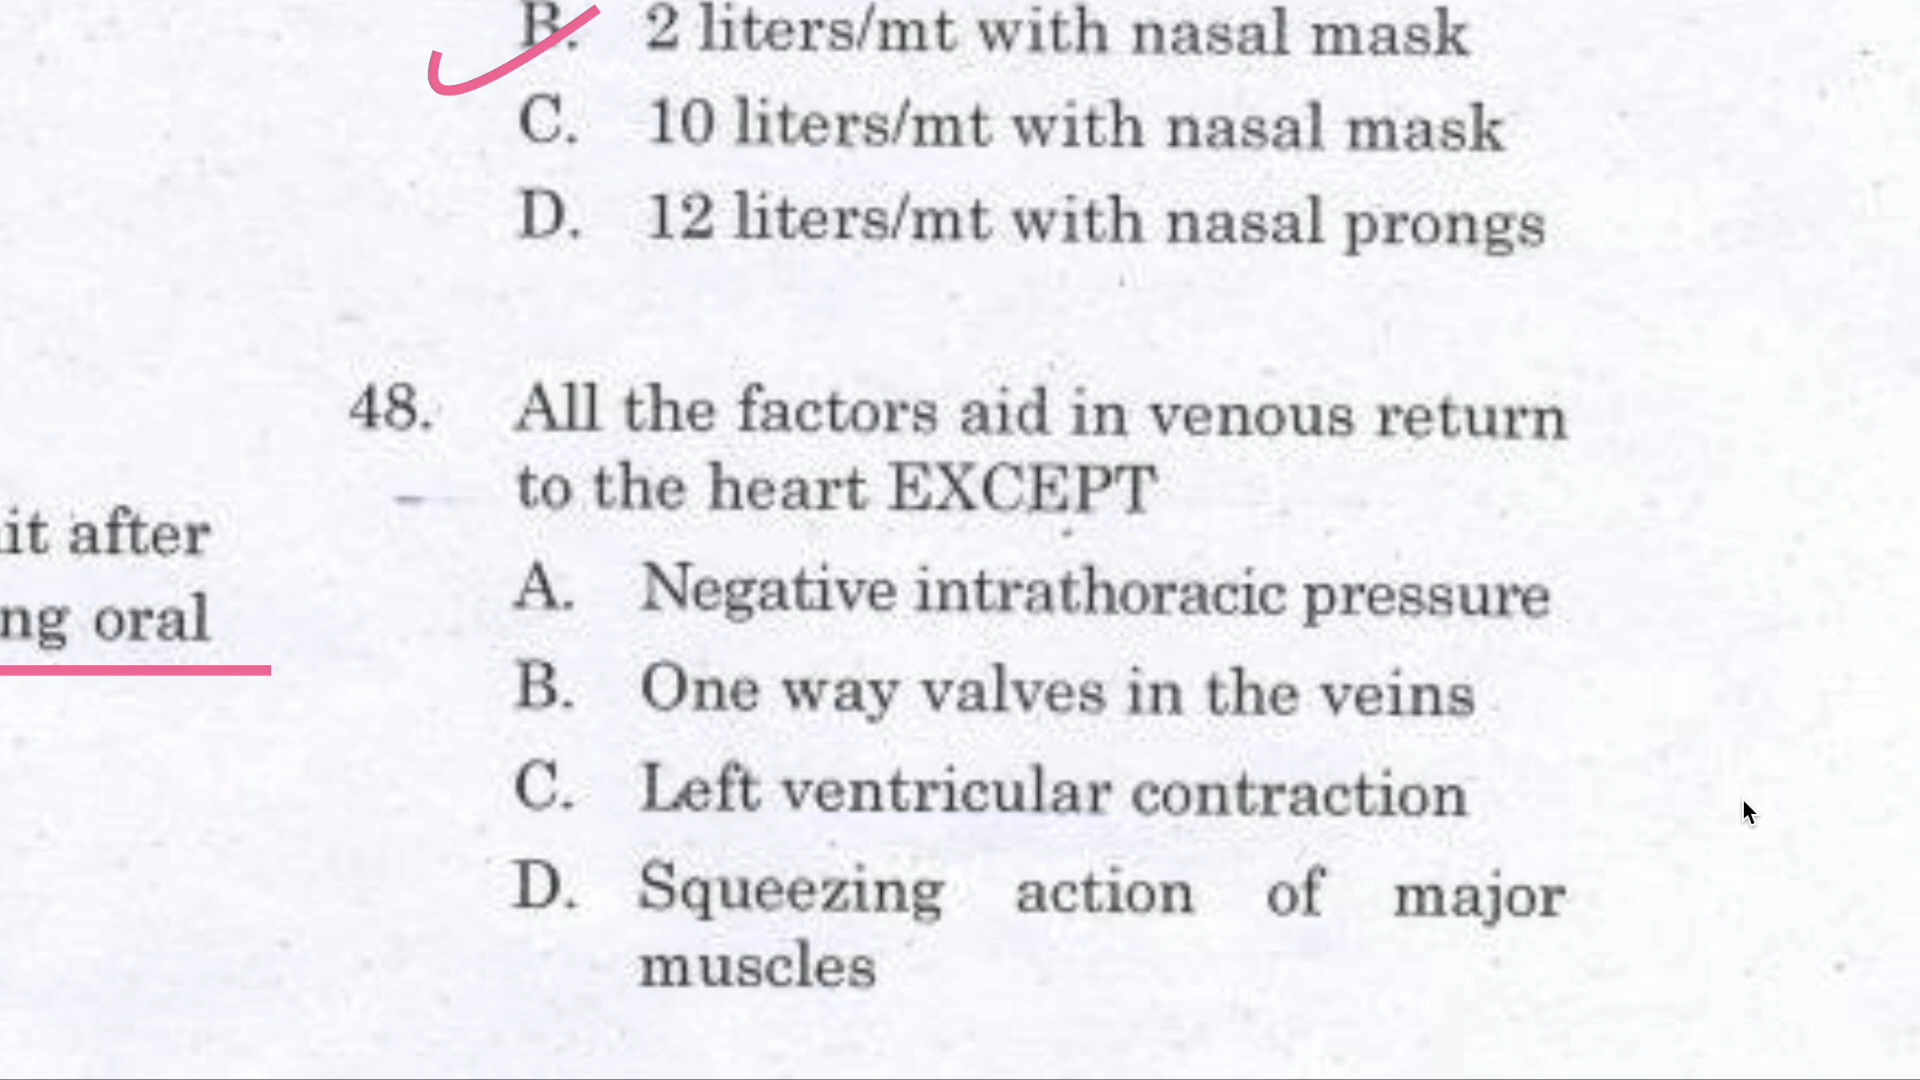 B. 2 liters/mt with nasal mask
C. 10 liters/mt with nasal mask
D. 12 liters/mt with nasal prongs
48. All the factors aid in venous return
to the heart EXCEPT
it after
ng oral
A. Negative intrathoracic pressure
B. One way valves in the veins
C. Left ventricular contraction
D. Squeezing action of major
muscles